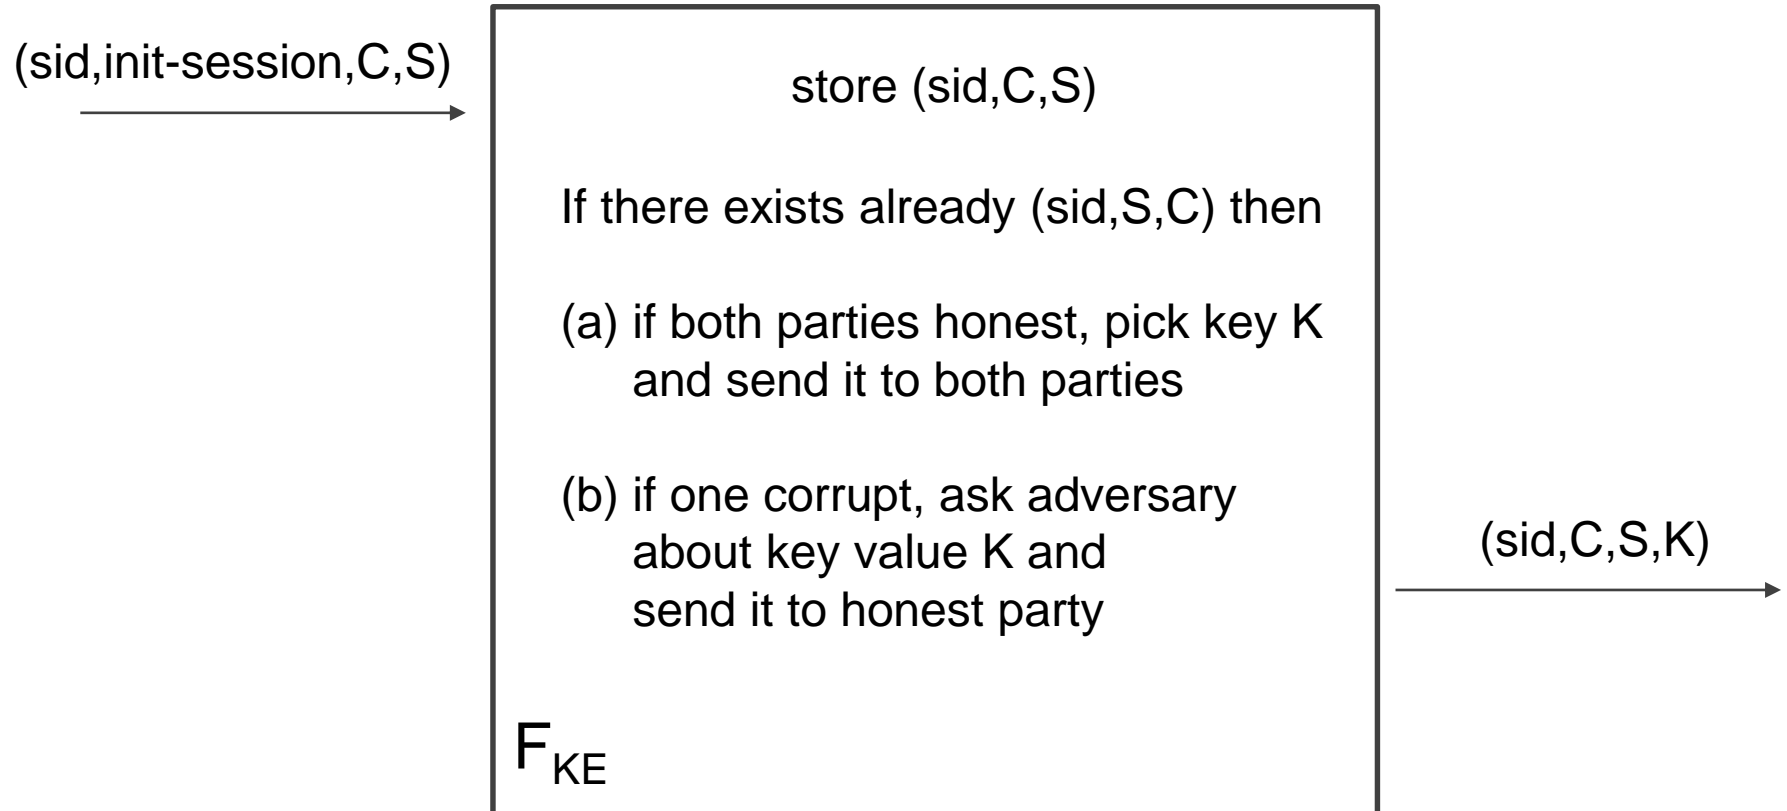 (sid,init-session,C,S)
store (sid,C,S)
If there exists already (sid,S,C) then
(a) if both parties honest, pick key K
and send it to both parties
(b) if one corrupt, ask adversary
about key value K and
send it to honest party
(sid,C,S,K)
FKE